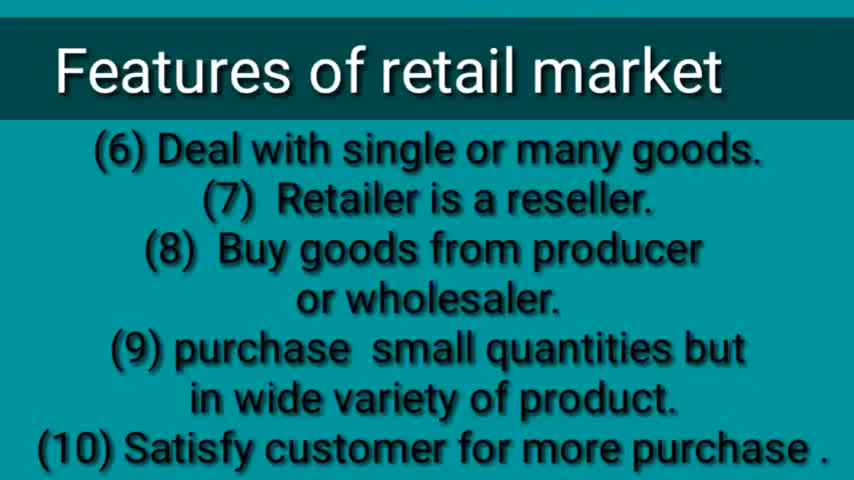 Features of retail market
(6) Deal with single or many goods.
(7)  Retailer is a reseller.
(8)  Buy goods from producer
or wholesaler.
(9) purchase  small quantities but
in wide variety of product.
(10) Satisfy customer for more purchase .